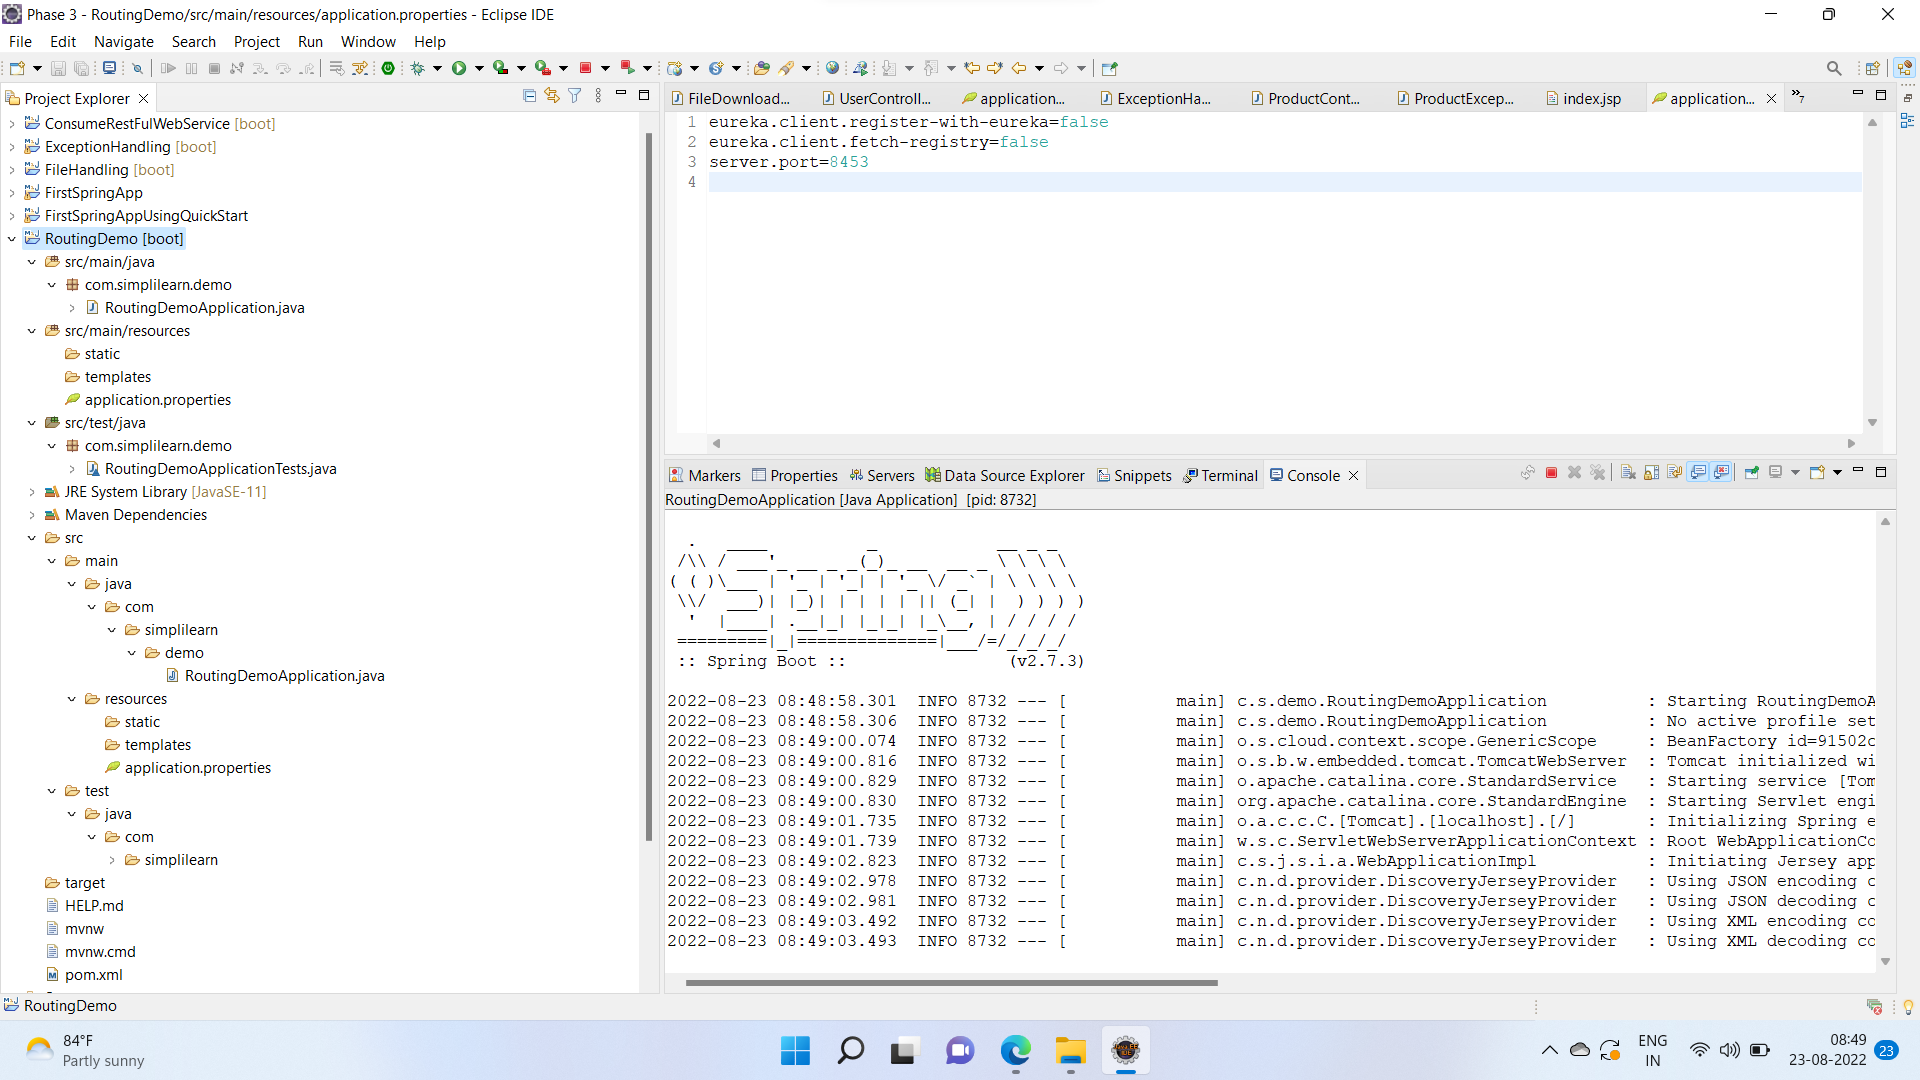 Phase 3 - RoutingDemo/src/main/resources/application.properties - Eclipse IDE
File Edit Navigate Search Project Run Window Help
Project Explorer
ConsumeRestFulWebService [boot]
ExceptionHandling [boot]
FileHandling [boot]
FirstSpringApp
FirstSpringAppUsingQuickStart
RoutingDemo [boot]
src/main/java
com.simplilearn.demo
RoutingDemoApplication.java
src/main/resources
static
templates
application.properties
src/test/java
com.simplilearn.demo
RoutingDemoApplicationTests.java
JRE System Library [JavaSE-11]
Maven Dependencies
src
main
java
com
simplilearn
demo
RoutingDemoApplication.java
resources
static
templates
application.properties
test
java
com
simplilearn
target
HELP.md
mvnw
mvnw.cmd
pom.xml
FileDownload... UserControll... application... ExceptionHa... ProductCont... ProductExcep... index.jsp application... »7
1 eureka.client.register-with-eureka=false
2 eureka.client.fetch-registry=false
3 server.port=8453
4
Markers Properties Servers Data Source Explorer Snippets Terminal Console
RoutingDemoApplication [Java Application] [pid: 8732]
  .   ____          _            __ _ _
 /\\ / ___'_ __ _ _(_)_ __  __ _ \ \ \ \
( ( )\___ | '_ | '_| | '_ \/ _` | \ \ \ \
 \\/  ___)| |_)| | | | | || (_| |  ) ) ) )
  '  |____| .__|_| |_|_| |_\__, | / / / /
 =========|_|==============|___/=/_/_/_/
 :: Spring Boot ::                (v2.7.3)
2022-08-23 08:48:58.301  INFO 8732 --- [           main] c.s.demo.RoutingDemoApplication          : Starting RoutingDemoA
2022-08-23 08:48:58.306  INFO 8732 --- [           main] c.s.demo.RoutingDemoApplication          : No active profile set
2022-08-23 08:49:00.074  INFO 8732 --- [           main] o.s.cloud.context.scope.GenericScope     : BeanFactory id=91502c
2022-08-23 08:49:00.816  INFO 8732 --- [           main] o.s.b.w.embedded.tomcat.TomcatWebServer  : Tomcat initialized wi
2022-08-23 08:49:00.829  INFO 8732 --- [           main] o.apache.catalina.core.StandardService   : Starting service [Tom
2022-08-23 08:49:00.830  INFO 8732 --- [           main] org.apache.catalina.core.StandardEngine  : Starting Servlet engi
2022-08-23 08:49:01.735  INFO 8732 --- [           main] o.a.c.c.C.[Tomcat].[localhost].[/]       : Initializing Spring e
2022-08-23 08:49:01.739  INFO 8732 --- [           main] w.s.c.ServletWebServerApplicationContext : Root WebApplicationCo
2022-08-23 08:49:02.823  INFO 8732 --- [           main] c.s.j.s.i.a.WebApplicationImpl           : Initiating Jersey app
2022-08-23 08:49:02.978  INFO 8732 --- [           main] c.n.d.provider.DiscoveryJerseyProvider   : Using JSON encoding c
2022-08-23 08:49:02.981  INFO 8732 --- [           main] c.n.d.provider.DiscoveryJerseyProvider   : Using JSON decoding c
2022-08-23 08:49:03.492  INFO 8732 --- [           main] c.n.d.provider.DiscoveryJerseyProvider   : Using XML encoding co
2022-08-23 08:49:03.493  INFO 8732 --- [           main] c.n.d.provider.DiscoveryJerseyProvider   : Using XML decoding co
RoutingDemo
84°F
Partly sunny
ENG
IN
08:49
23-08-2022
23